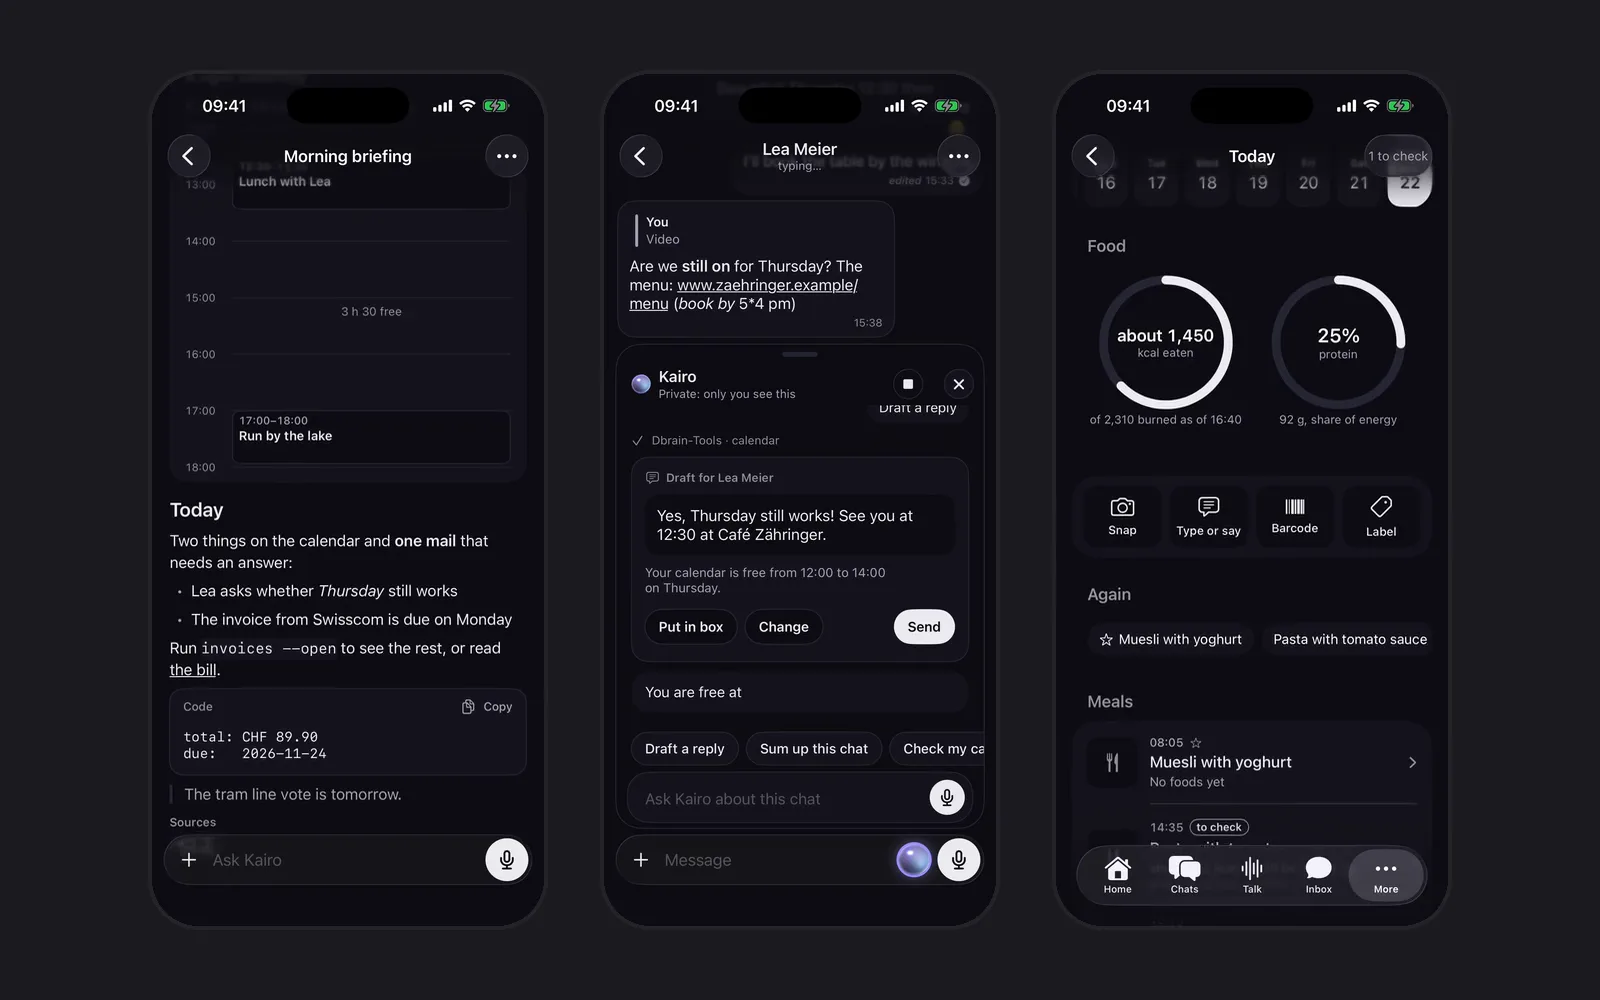 09:41
Morning briefing
13:00
Lunch with Lea
14:00
15:00
3 h 30 free
16:00
17:00
17:00–18:00
Run by the lake
18:00
Today
Two things on the calendar and one mail that
needs an answer:
• Lea asks whether Thursday still works
• The invoice from Swisscom is due on Monday
Run invoices --open to see the rest, or read
the bill.
Code
Copy
total: CHF 89.90
due: 2026-11-24
The tram line vote is tomorrow.
Sources
Ask Kairo
09:41
Lea Meier
typing...
I'll book the table by the
edited 15:33
You
Video
Are we still on for Thursday? The
menu: www.zaehringer.example/
menu (book by 5*4 pm)
15:38
Kairo
Private: only you see this
Draft a reply
Dbrain-Tools · calendar
Draft for Lea Meier
Yes, Thursday still works! See you at
12:30 at Café Zähringer.
Your calendar is free from 12:00 to 14:00
on Thursday.
Put in box
Change
Send
You are free at
Draft a reply
Sum up this chat
Check my ca
Ask Kairo about this chat
Message
09:41
Today
1 to check
16 17 18 19 20 21 22
Food
about 1,450
kcal eaten
of 2,310 burned as of 16:40
25%
protein
92 g, share of energy
Snap
Type or say
Barcode
Label
Again
Muesli with yoghurt
Pasta with tomato sauce
Meals
08:05
Muesli with yoghurt
No foods yet
14:35 to check
Home
Chats
Talk
Inbox
More